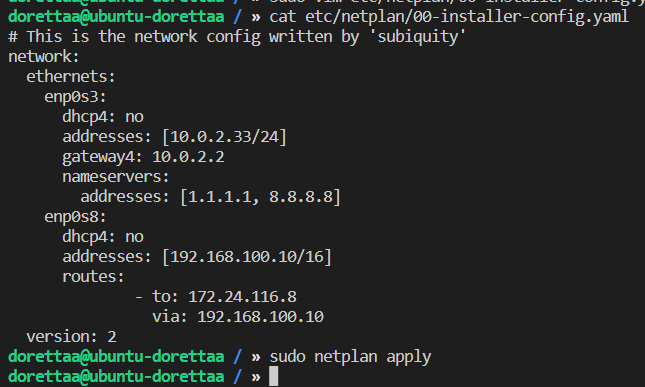 dorettaa@ubuntu-dorettaa / » sudo vim etc/netplan/00-installer-config.y
dorettaa@ubuntu-dorettaa / » cat etc/netplan/00-installer-config.yaml
# This is the network config written by 'subiquity'
network:
  ethernets:
    enp0s3:
      dhcp4: no
      addresses: [10.0.2.33/24]
      gateway4: 10.0.2.2
      nameservers:
        addresses: [1.1.1.1, 8.8.8.8]
    enp0s8:
      dhcp4: no
      addresses: [192.168.100.10/16]
      routes:
              - to: 172.24.116.8
                via: 192.168.100.10
  version: 2
dorettaa@ubuntu-dorettaa / » sudo netplan apply
dorettaa@ubuntu-dorettaa / »